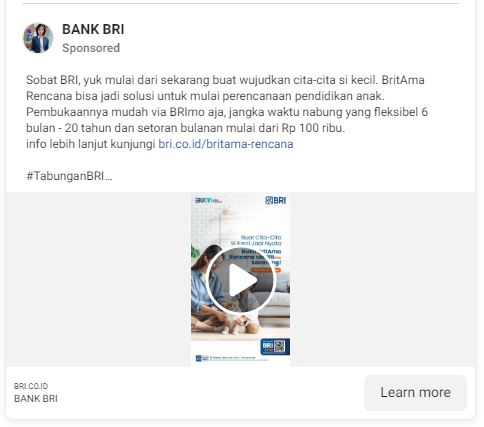 BANK BRI
Sponsored
Sobat BRI, yuk mulai dari sekarang buat wujudkan cita-cita si kecil. BritAma
Rencana bisa jadi solusi untuk mulai perencanaan pendidikan anak.
Pembukaannya mudah via BRImo aja, jangka waktu nabung yang fleksibel 6
bulan - 20 tahun dan setoran bulanan mulai dari Rp 100 ribu.
info lebih lanjut kunjungi bri.co.id/britama-rencana
#TabunganBRI...
BUMN
BRI
Buat Cita-Cita
Si Kecil Jadi Nyata
Buka BritAma
Rencana via BRImo
Sekarang!
BRI
BRI.CO.ID
BANK BRI
Learn more